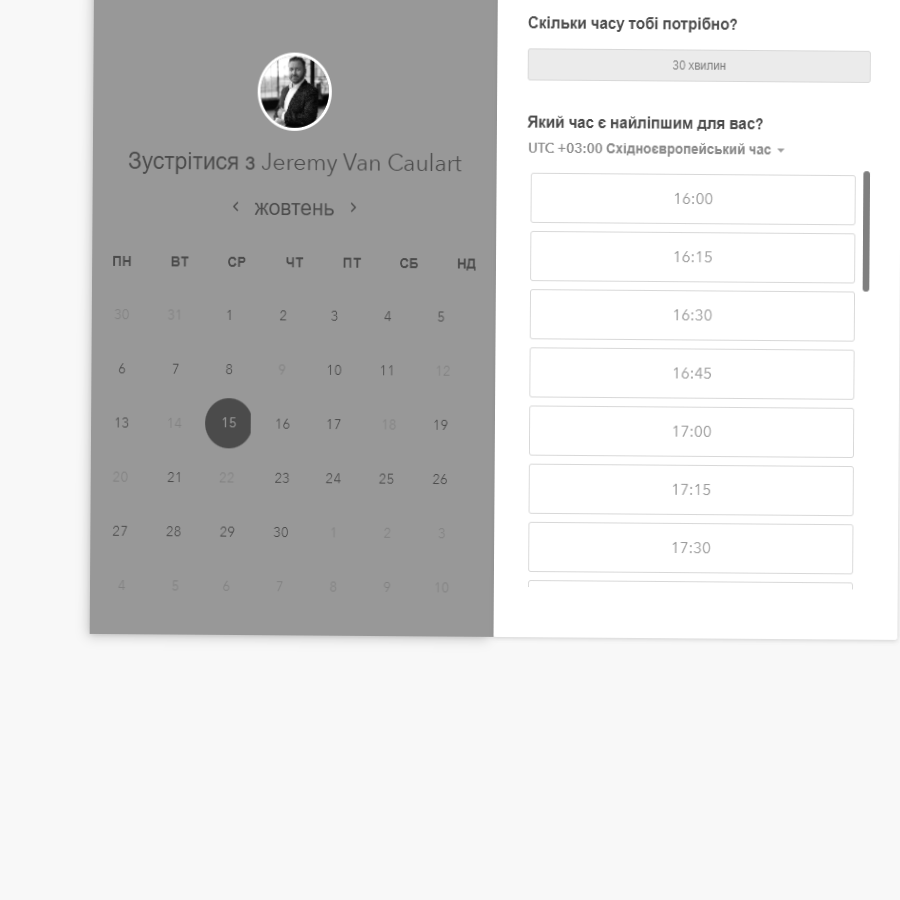 Зустрітися з Jeremy Van Caulart
‹ жовтень ›
ПН ВТ СР ЧТ ПТ СБ НД
30 31 1 2 3 4 5
6 7 8 9 10 11 12
13 14 15 16 17 18 19
20 21 22 23 24 25 26
27 28 29 30 1 2 3
4 5 6 7 8 9 10
Скільки часу тобі потрібно?
30 хвилин
Який час є найліпшим для вас?
UTC +03:00 Східноєвропейський час
16:00
16:15
16:30
16:45
17:00
17:15
17:30